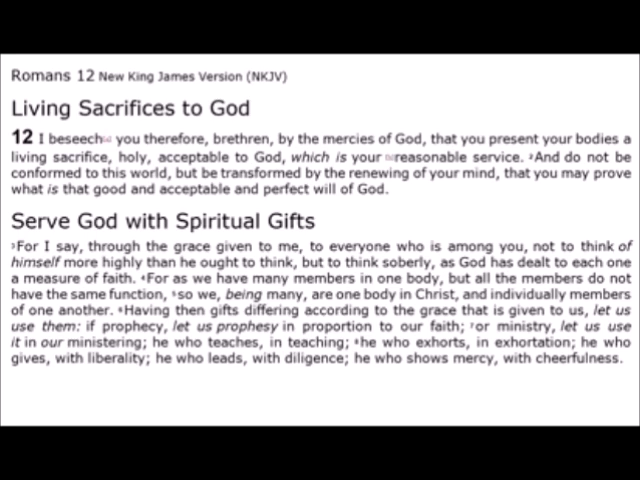 Romans 12 New King James Version (NKJV)
Living Sacrifices to God
12 I beseech you therefore, brethren, by the mercies of God, that you present your bodies a
living sacrifice, holy, acceptable to God, which is your reasonable service. ²And do not be
conformed to this world, but be transformed by the renewing of your mind, that you may prove
what is that good and acceptable and perfect will of God.
Serve God with Spiritual Gifts
³For I say, through the grace given to me, to everyone who is among you, not to think of
himself more highly than he ought to think, but to think soberly, as God has dealt to each one
a measure of faith. ⁴For as we have many members in one body, but all the members do not
have the same function, ⁵so we, being many, are one body in Christ, and individually members
of one another. ⁶Having then gifts differing according to the grace that is given to us, let us
use them: if prophecy, let us prophesy in proportion to our faith; ⁷or ministry, let us use
it in our ministering; he who teaches, in teaching; ⁸he who exhorts, in exhortation; he who
gives, with liberality; he who leads, with diligence; he who shows mercy, with cheerfulness.